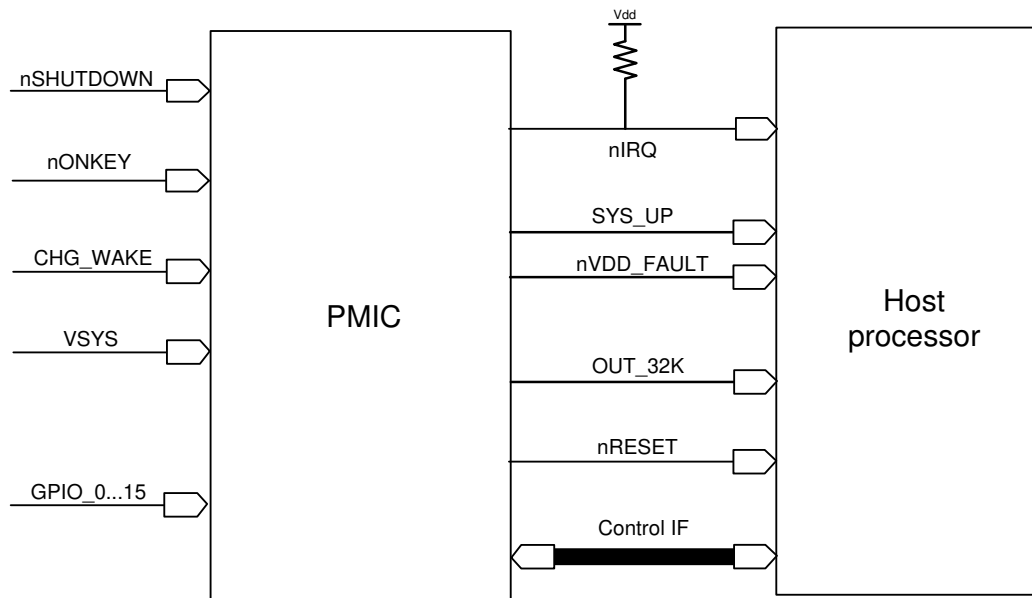 Vdd
nSHUTDOWN
nIRQ
nONKEY
SYS_UP
CHG_WAKE
nVDD_FAULT
PMIC
Host
processor
VSYS
OUT_32K
nRESET
GPIO_0...15
Control IF